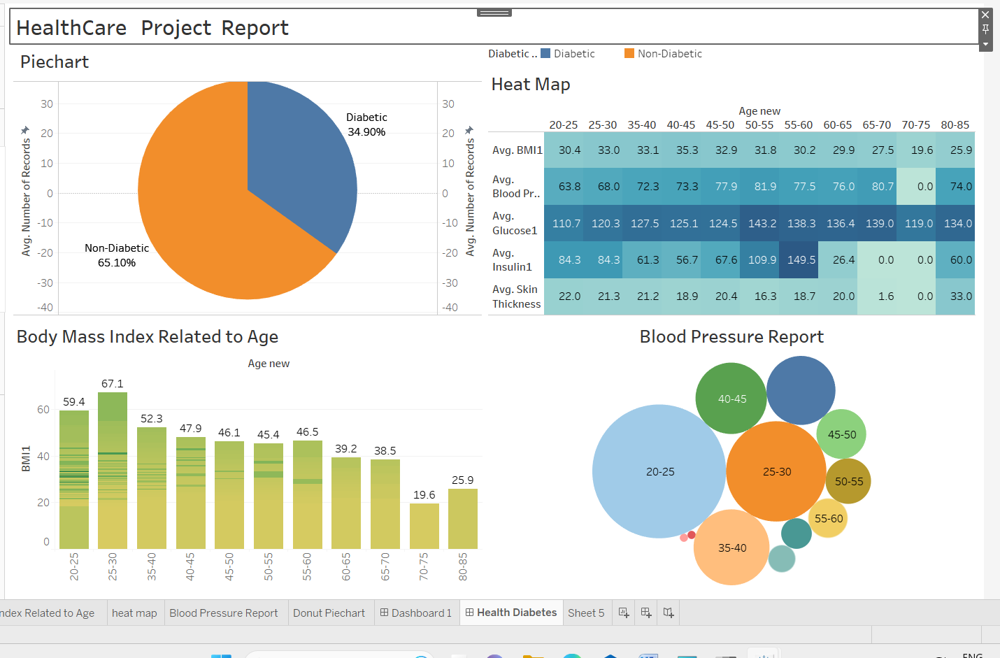 HealthCare Project Report
Piechart
Diabetic .. Diabetic Non-Diabetic
30
20
10
0
-10
-20
-30
-40
Avg. Number of Records
Diabetic
34.90%
Non-Diabetic
65.10%
30
20
10
0
-10
-20
-30
-40
Avg. Number of Records
Heat Map
Age new
20-25 25-30 35-40 40-45 45-50 50-55 55-60 60-65 65-70 70-75 80-85
Avg. BMI1 30.4 33.0 33.1 35.3 32.9 31.8 30.2 29.9 27.5 19.6 25.9
Avg.
Blood Pr.. 63.8 68.0 72.3 73.3 77.9 81.9 77.5 76.0 80.7 0.0 74.0
Avg.
Glucose1 110.7 120.3 127.5 125.1 124.5 143.2 138.3 136.4 139.0 119.0 134.0
Avg.
Insulin1 84.3 84.3 61.3 56.7 67.6 109.9 149.5 26.4 0.0 0.0 60.0
Avg. Skin
Thickness 22.0 21.3 21.2 18.9 20.4 16.3 18.7 20.0 1.6 0.0 33.0
Body Mass Index Related to Age
Age new
BMI1
60
40
20
0
59.4 67.1 52.3 47.9 46.1 45.4 46.5 39.2 38.5 19.6 25.9
20-25 25-30 35-40 40-45 45-50 50-55 55-60 60-65 65-70 70-75 80-85
Blood Pressure Report
40-45
45-50
20-25
25-30
50-55
55-60
35-40
ndex Related to Age heat map Blood Pressure Report Donut Piechart Dashboard 1 Health Diabetes Sheet 5
ENG